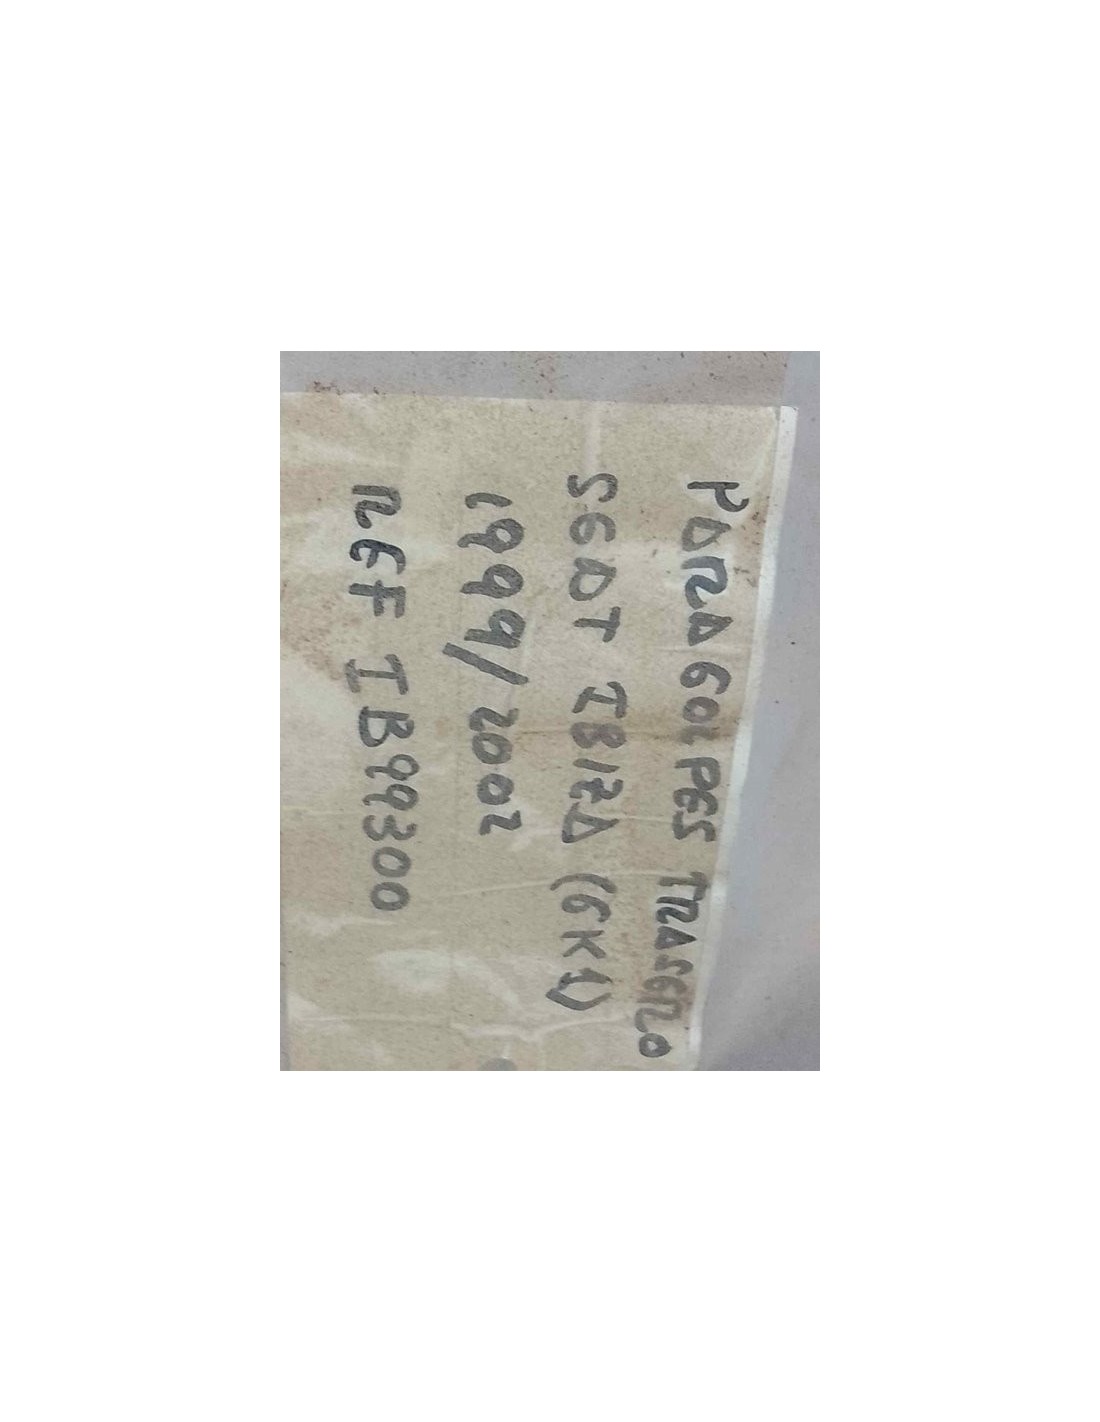 PARAGOLPES TRASERO
SEAT IBIZA (6K1)
1999/2002
REF IB99300